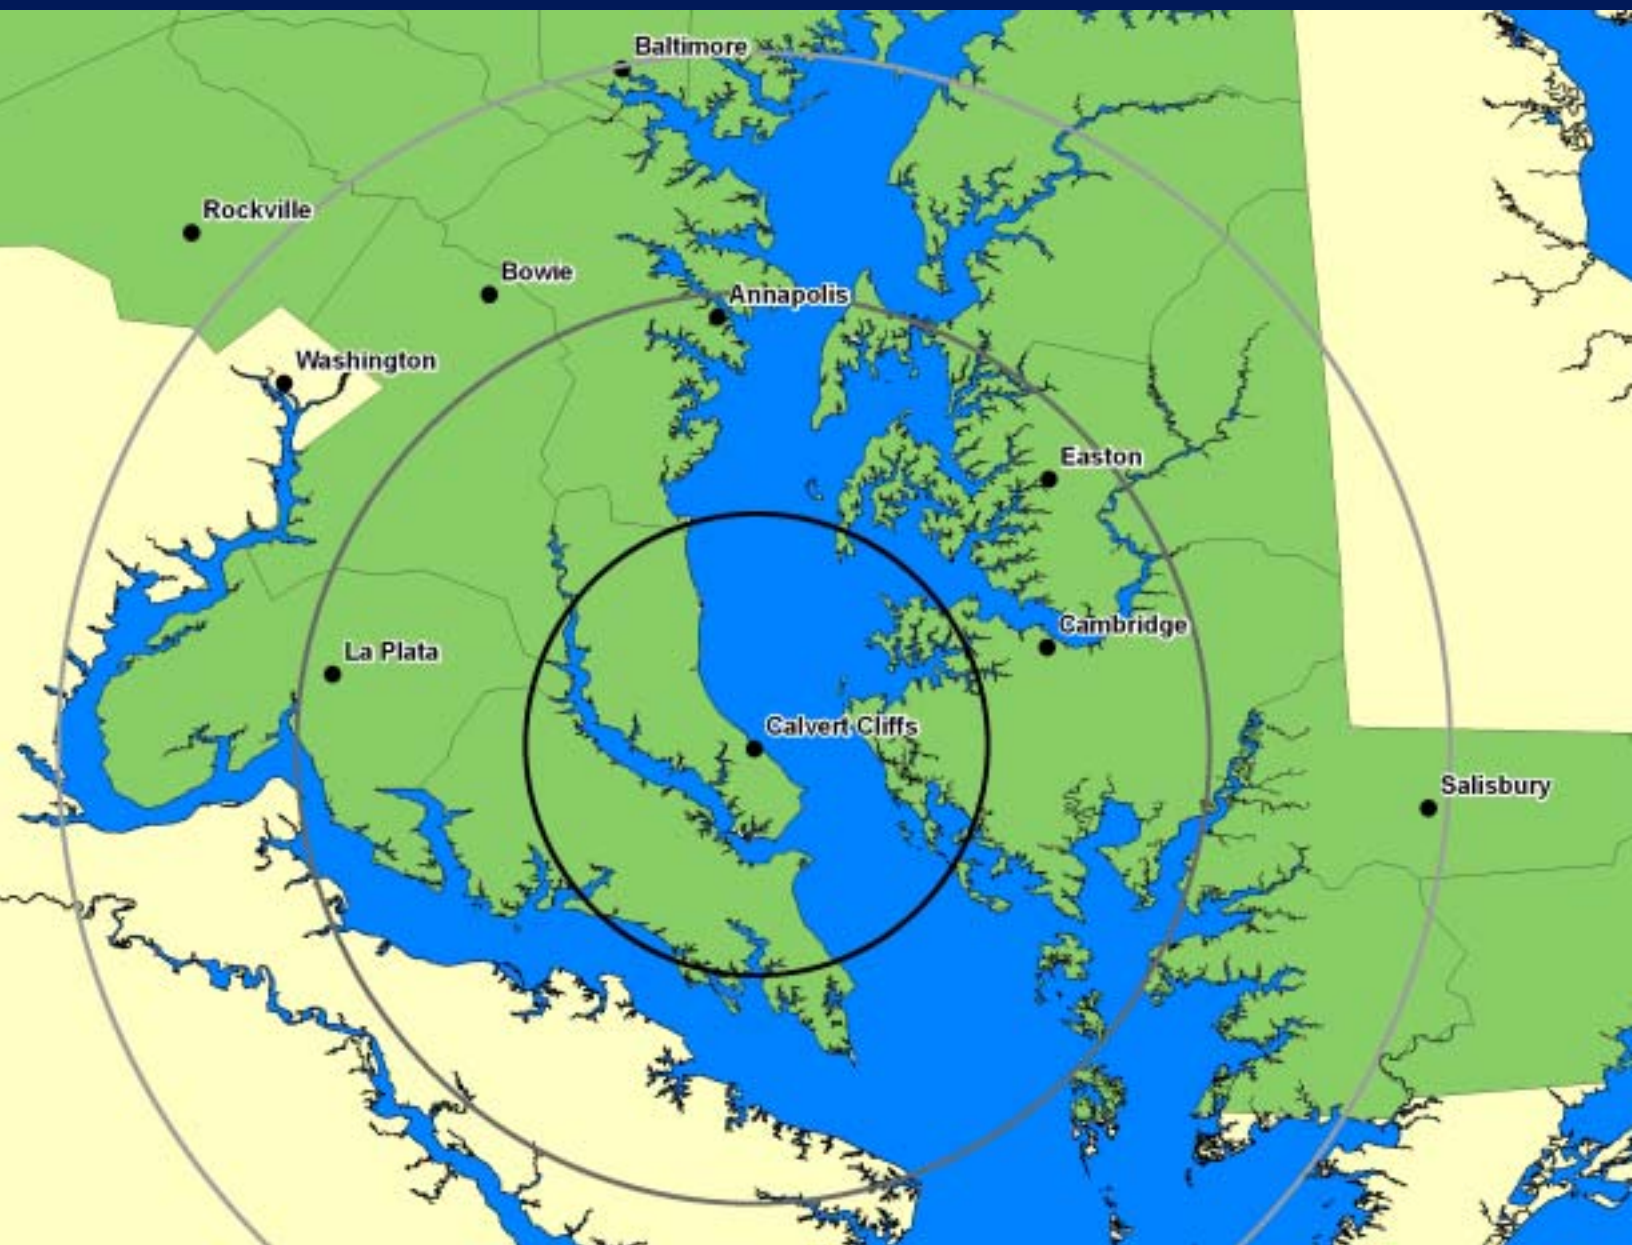 Baltimore
Rockville
Bowie
Annapolis
Washington
Easton
Cambridge
La Plata
Calvert Cliffs
Salisbury